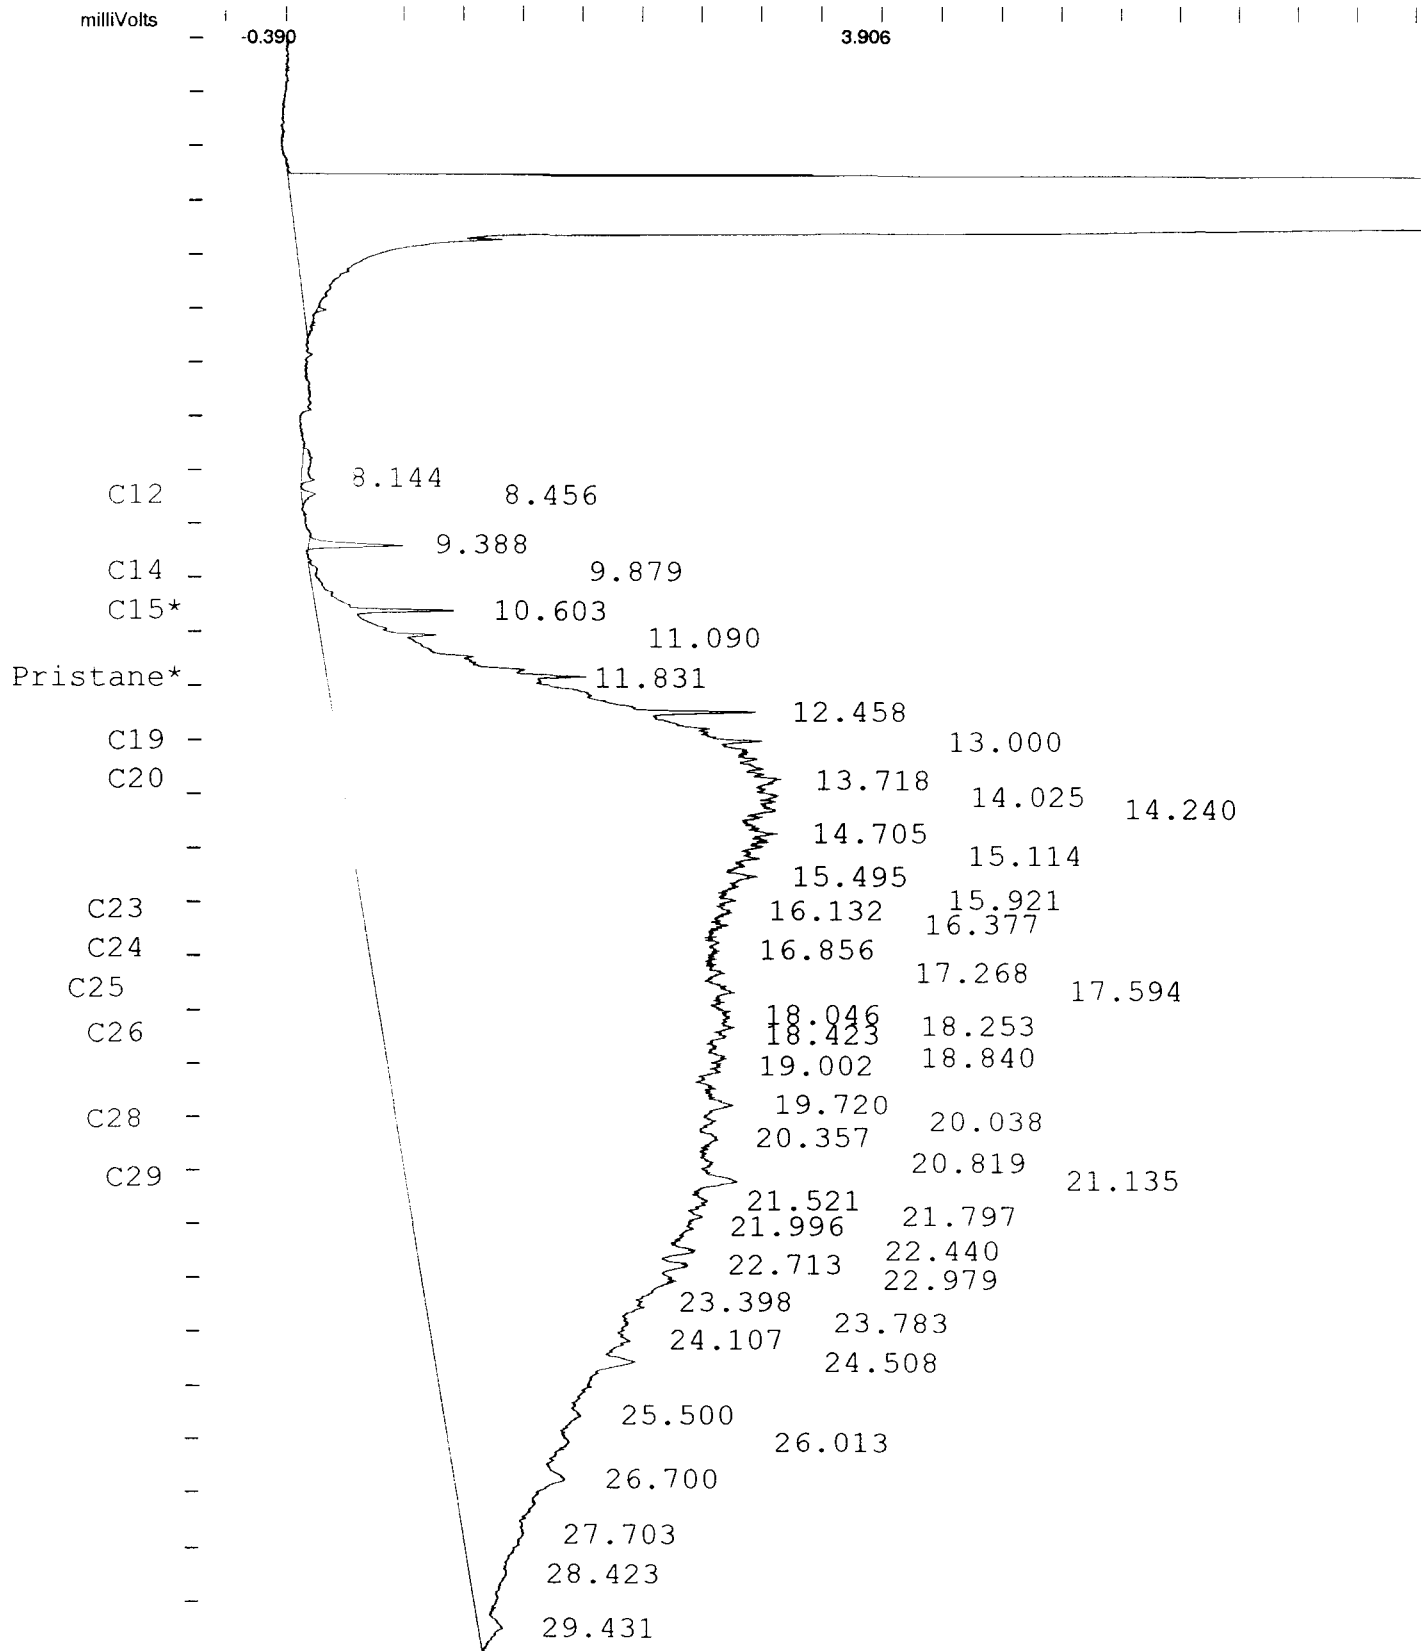 milliVolts
-0.390 3.906
8.144
C12 8.456
9.388
C14 9.879
C15* 10.603
11.090
Pristane* 11.831
12.458
C19 13.000
C20 13.718
14.025
14.240
14.705
15.114
15.495
15.921
C23 16.132
16.377
C24 16.856
17.268
C25 17.594
18.046
18.253
C26 18.423
18.840
19.002
19.720
C28 20.038
20.357
20.819
C29 21.135
21.521
21.797
21.996
22.440
22.713
22.979
23.398
23.783
24.107
24.508
25.500
26.013
26.700
27.703
28.423
29.431